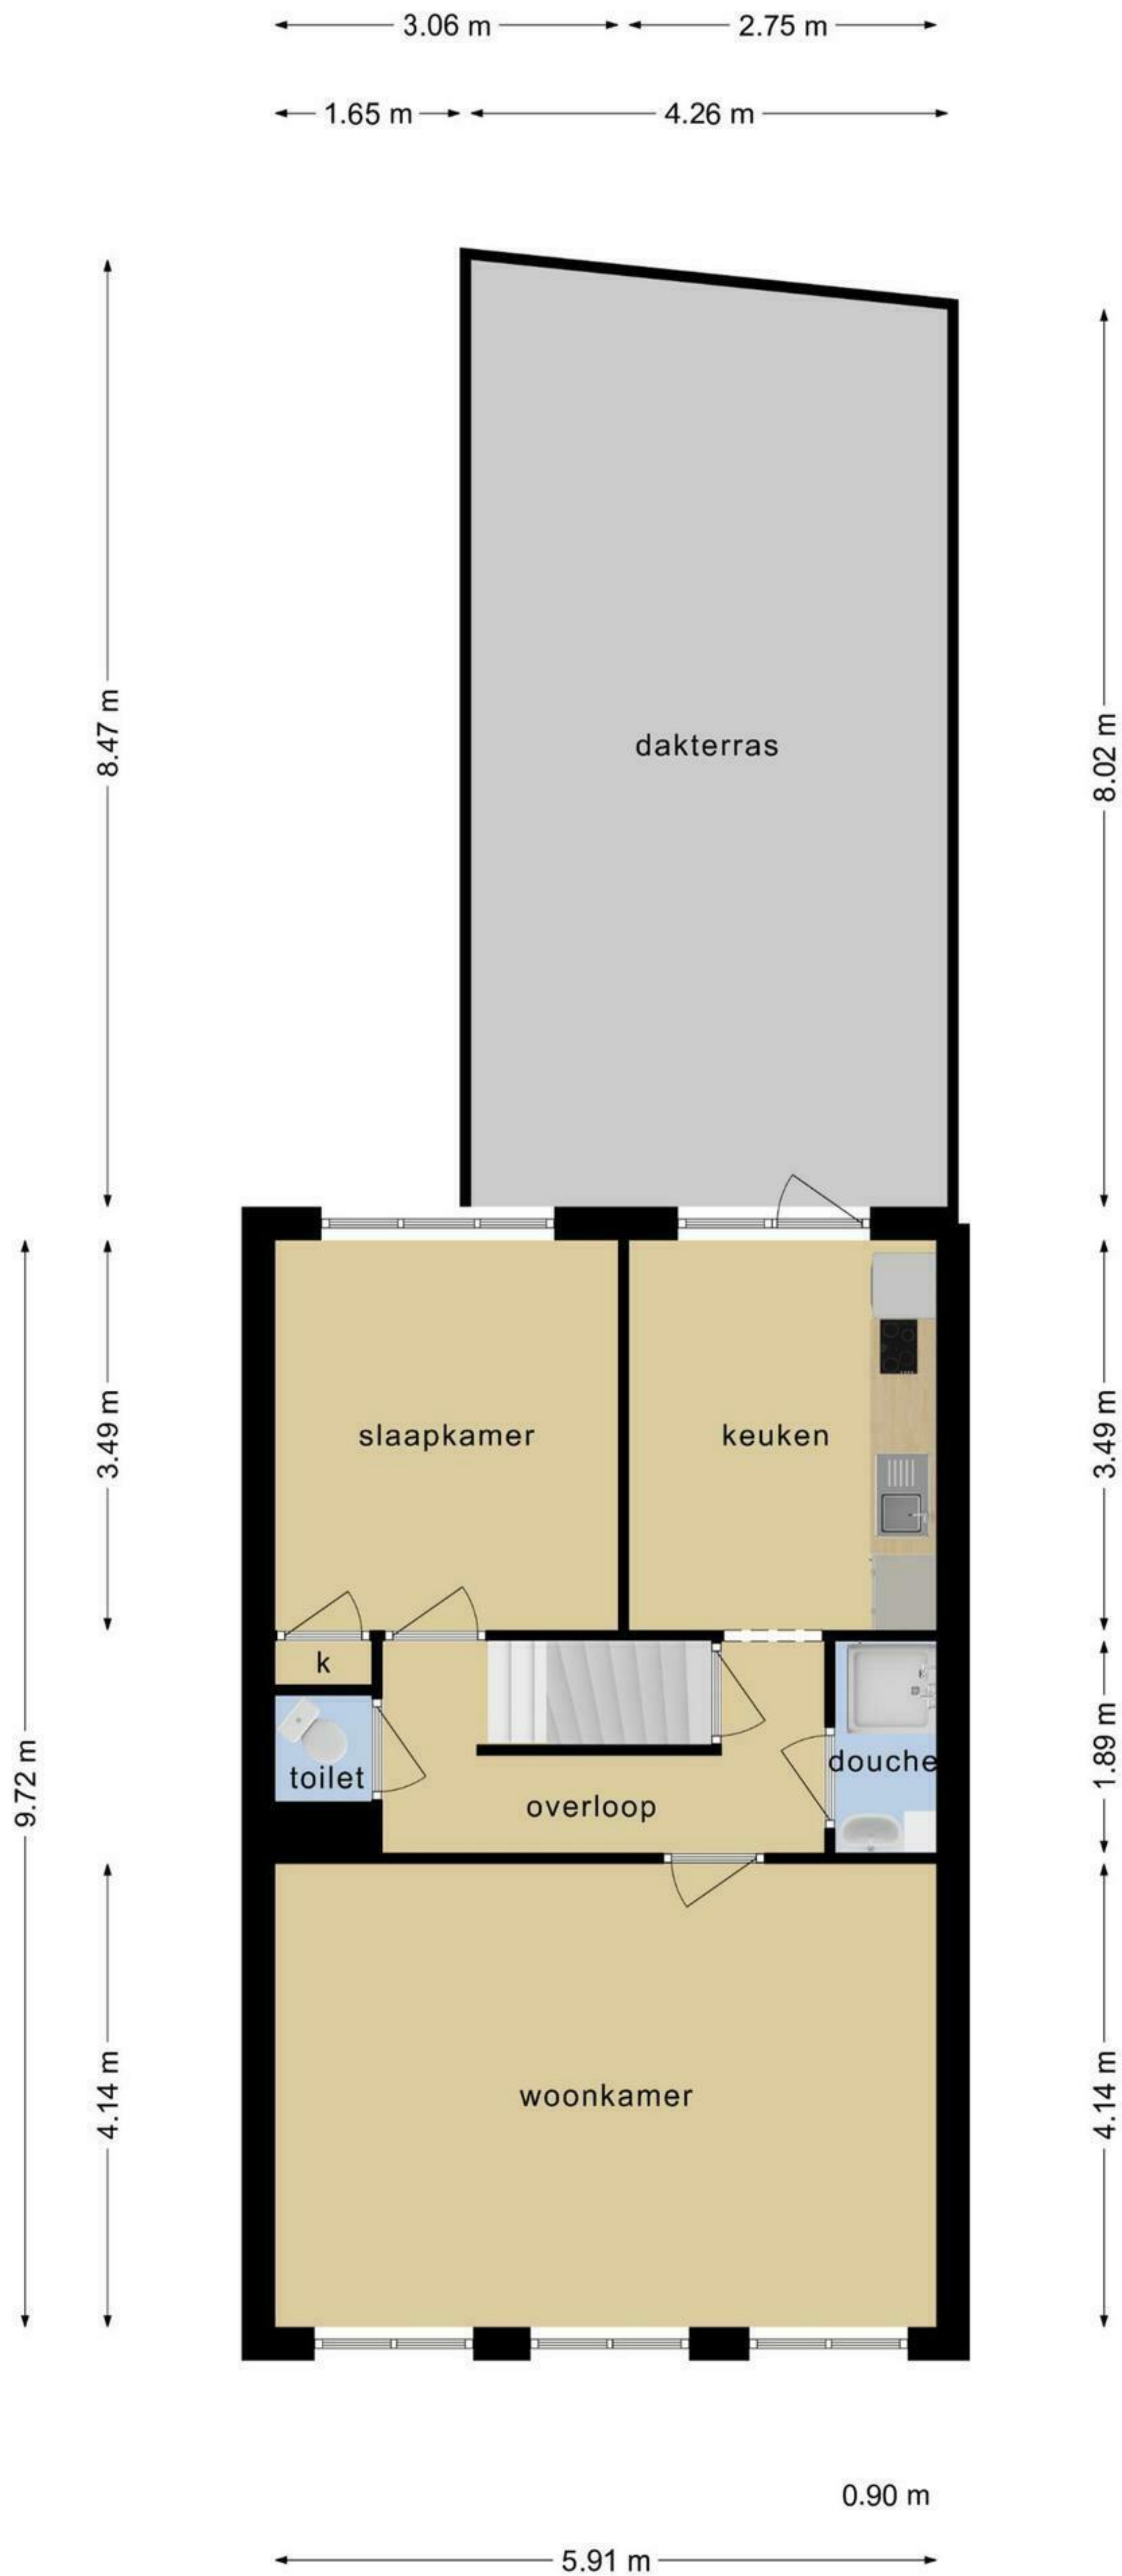 3.06 m
2.75 m
1.65 m
4.26 m
8.47 m
8.02 m
dakterras
3.49 m
3.49 m
slaapkamer
keuken
k
1.89 m
toilet
douche
9.72 m
overloop
4.14 m
4.14 m
woonkamer
0.90 m
5.91 m